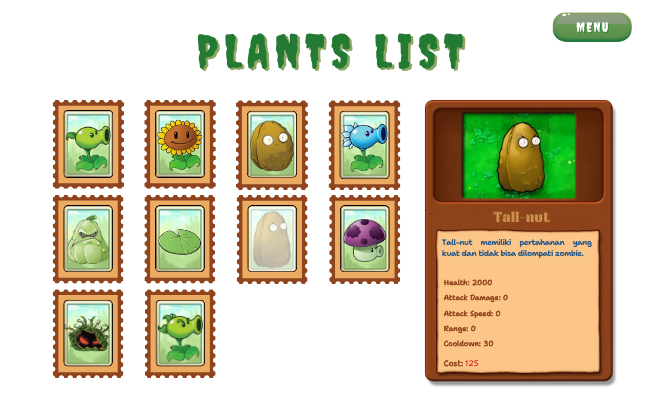 MENU
PLANTS LIST
Tall-nut
Tall-nut memiliki pertahanan yang
kuat dan tidak bisa dilompati zombie.
Health: 2000
Attack Damage: 0
Attack Speed: 0
Range: 0
Cooldown: 30
Cost: 125